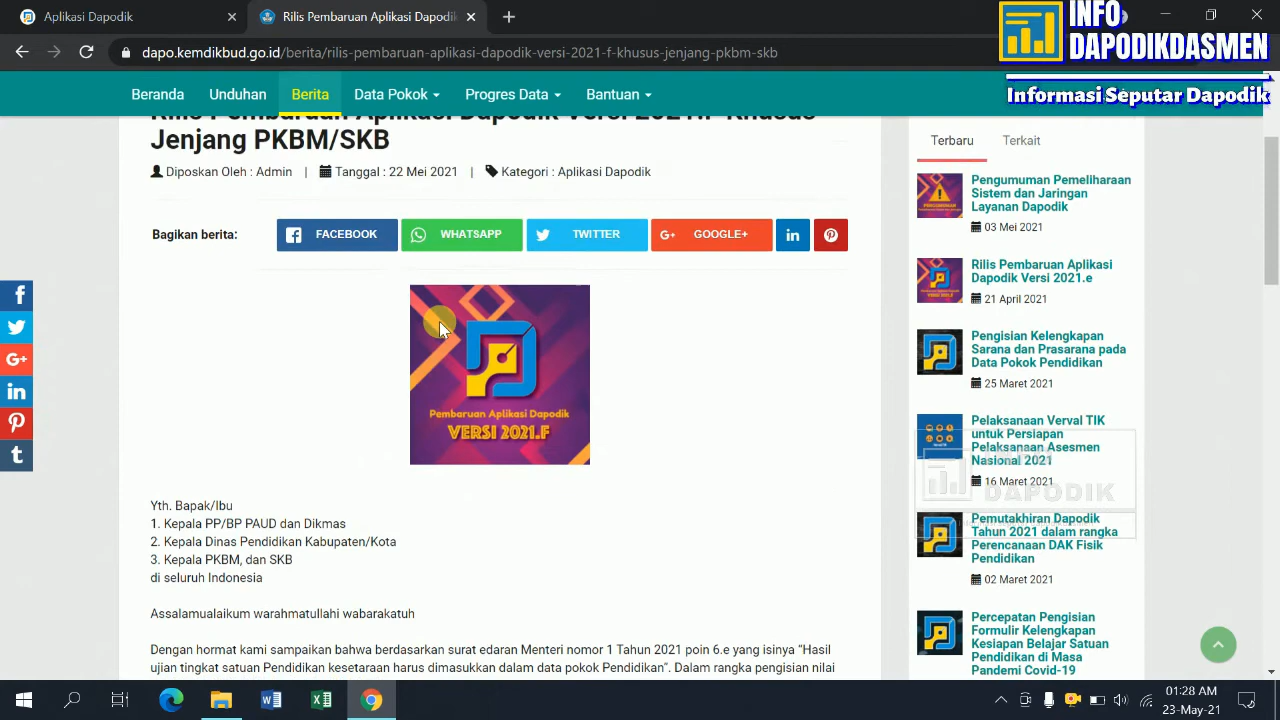 Aplikasi Dapodik
Rilis Pembaruan Aplikasi Dapodik
INFO
DAPODIKDASMEN
Informasi Seputar Dapodik
dapo.kemdikbud.go.id/berita/rilis-pembaruan-aplikasi-dapodik-versi-2021-f-khusus-jenjang-pkbm-skb
Beranda
Unduhan
Berita
Data Pokok
Progres Data
Bantuan
Rilis Pembaruan Aplikasi Dapodik Versi 2021.F Khusus
Jenjang PKBM/SKB
Diposkan Oleh : Admin | Tanggal : 22 Mei 2021 | Kategori : Aplikasi Dapodik
Bagikan berita:
FACEBOOK
WHATSAPP
TWITTER
GOOGLE+
Pembaruan Aplikasi Dapodik
VERSI 2021.F
Yth. Bapak/Ibu
1. Kepala PP/BP PAUD dan Dikmas
2. Kepala Dinas Pendidikan Kabupaten/Kota
3. Kepala PKBM, dan SKB
di seluruh Indonesia
Assalamualaikum warahmatullahi wabarakatuh
Dengan hormat kami sampaikan bahwa, berdasarkan surat edaran Menteri nomor 1 Tahun 2021 poin 6.e yang isinya "Hasil
ujian tingkat satuan Pendidikan kesetaraan harus dimasukkan dalam data pokok Pendidikan". Dalam rangka pengisian nilai
Terbaru
Terkait
Pengumuman Pemeliharaan
Sistem dan Jaringan
Layanan Dapodik
03 Mei 2021
Rilis Pembaruan Aplikasi
Dapodik Versi 2021.e
21 April 2021
Pengisian Kelengkapan
Sarana dan Prasarana pada
Data Pokok Pendidikan
25 Maret 2021
Pelaksanaan Verval TIK
untuk Persiapan
Pelaksanaan Asesmen
Nasional 2021
16 Maret 2021
DAPODIK
Pemutakhiran Dapodik
Tahun 2021 dalam rangka
Perencanaan DAK Fisik
Pendidikan
02 Maret 2021
Percepatan Pengisian
Formulir Kelengkapan
Kesiapan Belajar Satuan
Pendidikan di Masa
Pandemi Covid-19
01:28 AM
23-May-21